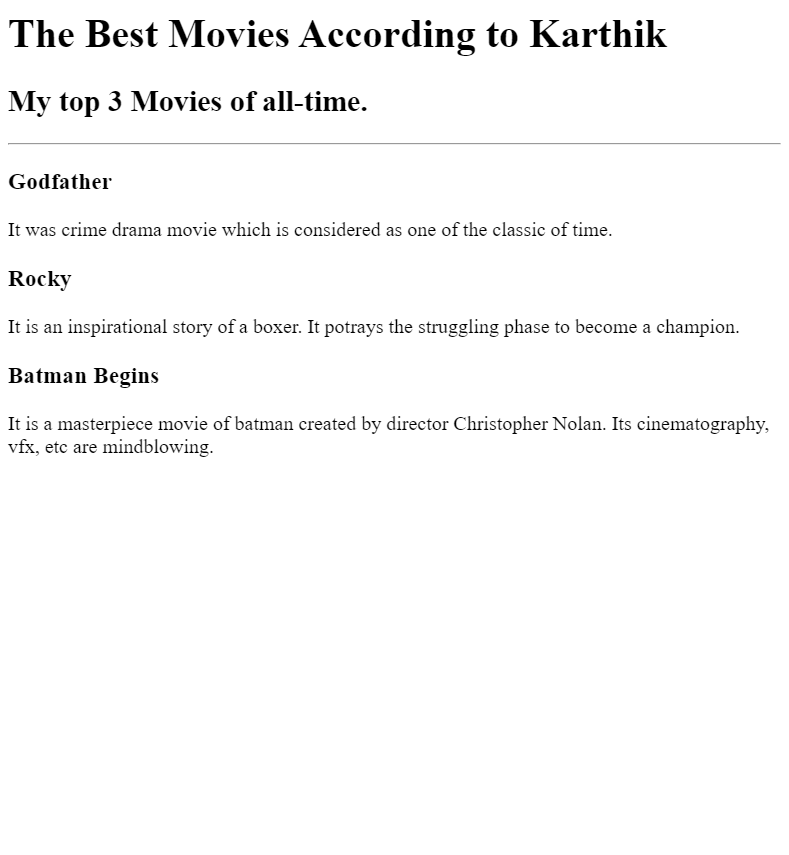 The Best Movies According to Karthik
My top 3 Movies of all-time.
Godfather
It was crime drama movie which is considered as one of the classic of time.
Rocky
It is an inspirational story of a boxer. It potrays the struggling phase to become a champion.
Batman Begins
It is a masterpiece movie of batman created by director Christopher Nolan. Its cinematography,
vfx, etc are mindblowing.